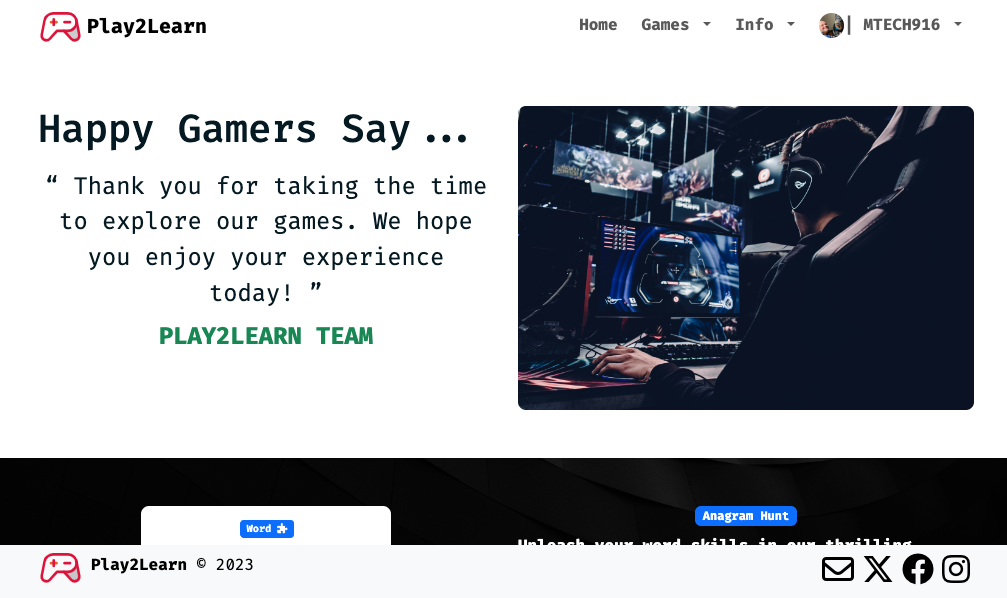 Play2Learn
Home Games Info | MTECH916
Happy Gamers Say...
“ Thank you for taking the time
to explore our games. We hope
you enjoy your experience
today! ”
PLAY2LEARN TEAM
Word
Anagram Hunt
Unleash your word skills in our thrilling
Play2Learn © 2023